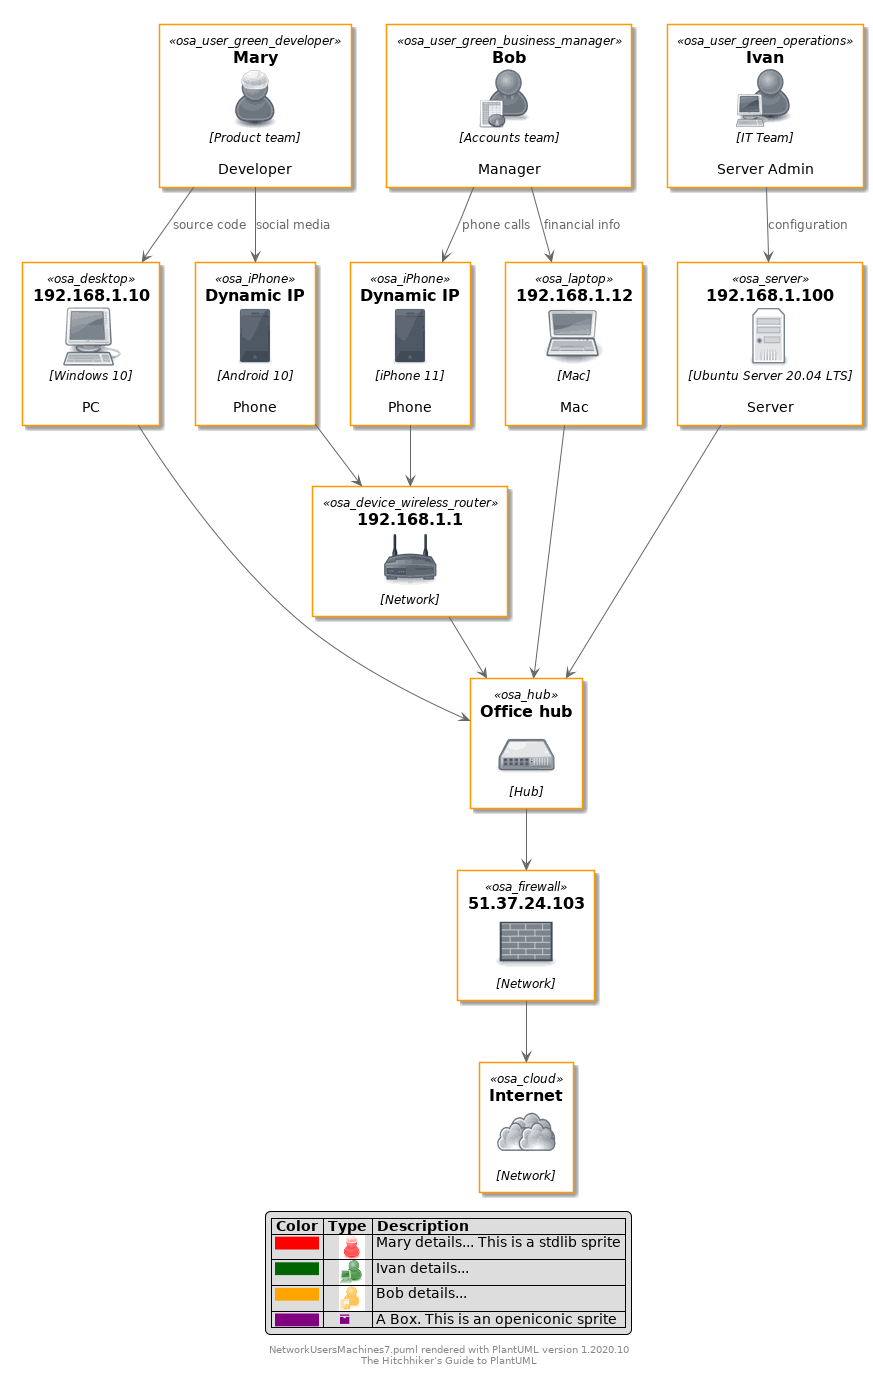 «osa_user_green_developer»
Mary
[Product team]
Developer
«osa_user_green_business_manager»
Bob
[Accounts team]
Manager
«osa_user_green_operations»
Ivan
[IT Team]
Server Admin
source code
social media
phone calls
financial info
configuration
«osa_desktop»
192.168.1.10
[Windows 10]
PC
«osa_iPhone»
Dynamic IP
[Android 10]
Phone
«osa_iPhone»
Dynamic IP
[iPhone 11]
Phone
«osa_laptop»
192.168.1.12
[Mac]
Mac
«osa_server»
192.168.1.100
[Ubuntu Server 20.04 LTS]
Server
«osa_device_wireless_router»
192.168.1.1
[Network]
«osa_hub»
Office hub
[Hub]
«osa_firewall»
51.37.24.103
[Network]
«osa_cloud»
Internet
[Network]
Color Type Description
Mary details... This is a stdlib sprite
Ivan details...
Bob details...
A Box. This is an openiconic sprite
NetworkUsersMachines7.puml rendered with PlantUML version 1.2020.10
The Hitchhiker's Guide to PlantUML